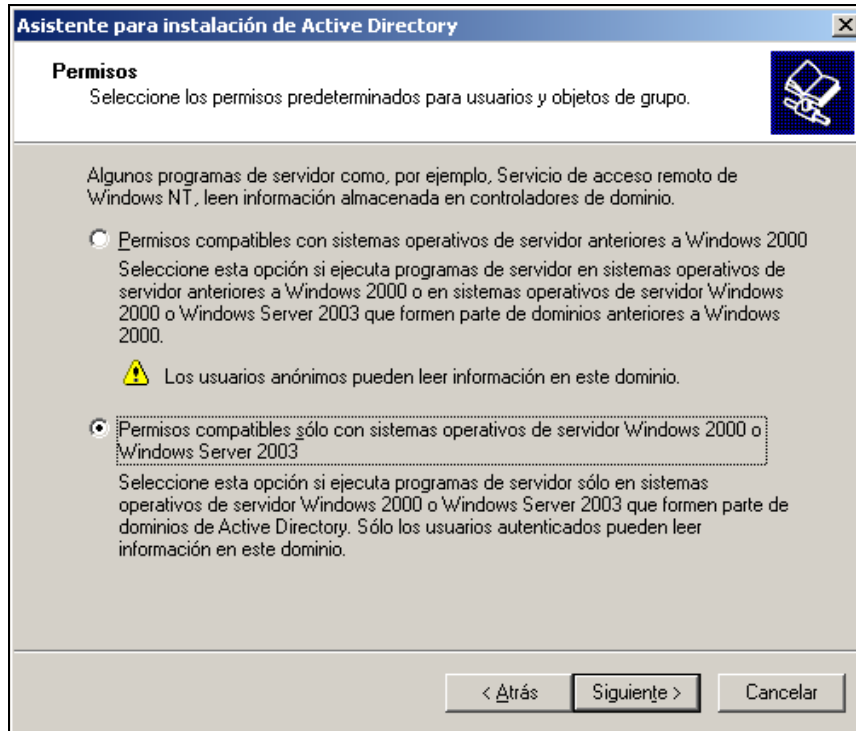 Asistente para instalación de Active Directory
Permisos
Seleccione los permisos predeterminados para usuarios y objetos de grupo.
Algunos programas de servidor como, por ejemplo, Servicio de acceso remoto de
Windows NT, leen información almacenada en controladores de dominio.
Permisos compatibles con sistemas operativos de servidor anteriores a Windows 2000
Seleccione esta opción si ejecuta programas de servidor en sistemas operativos de
servidor anteriores a Windows 2000 o en sistemas operativos de servidor Windows
2000 o Windows Server 2003 que formen parte de dominios anteriores a Windows
2000.
Los usuarios anónimos pueden leer información en este dominio.
Permisos compatibles sólo con sistemas operativos de servidor Windows 2000 o
Windows Server 2003
Seleccione esta opción si ejecuta programas de servidor sólo en sistemas
operativos de servidor Windows 2000 o Windows Server 2003 que formen parte de
dominios de Active Directory. Sólo los usuarios autenticados pueden leer
información en este dominio.
< Atrás Siguiente > Cancelar